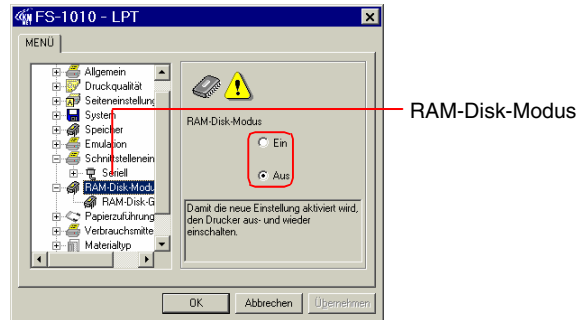 FS-1010 - LPT
MENÜ
Allgemein
Druckqualität
Seiteneinstellung
System
Speicher
Emulation
Schnittstellenein
Seriell
RAM-Disk-Modu
RAM-Disk-G
Papierzuführung
Verbrauchsmitte
Materialtyp
RAM-Disk-Modus
Ein
Aus
Damit die neue Einstellung aktiviert wird,
den Drucker aus- und wieder
einschalten.
OK
Abbrechen
Übernehmen
RAM-Disk-Modus